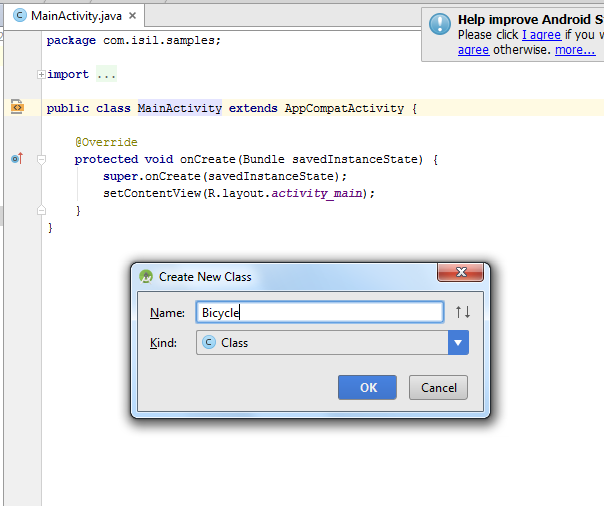 MainActivity.java
package com.isil.samples;
import ...
public class MainActivity extends AppCompatActivity {
@Override
protected void onCreate(Bundle savedInstanceState) {
super.onCreate(savedInstanceState);
setContentView(R.layout.activity_main);
}
}
Help improve Android S
Please click I agree if you w
agree otherwise. more...
Create New Class
Name: Bicycle
Kind: Class
OK Cancel